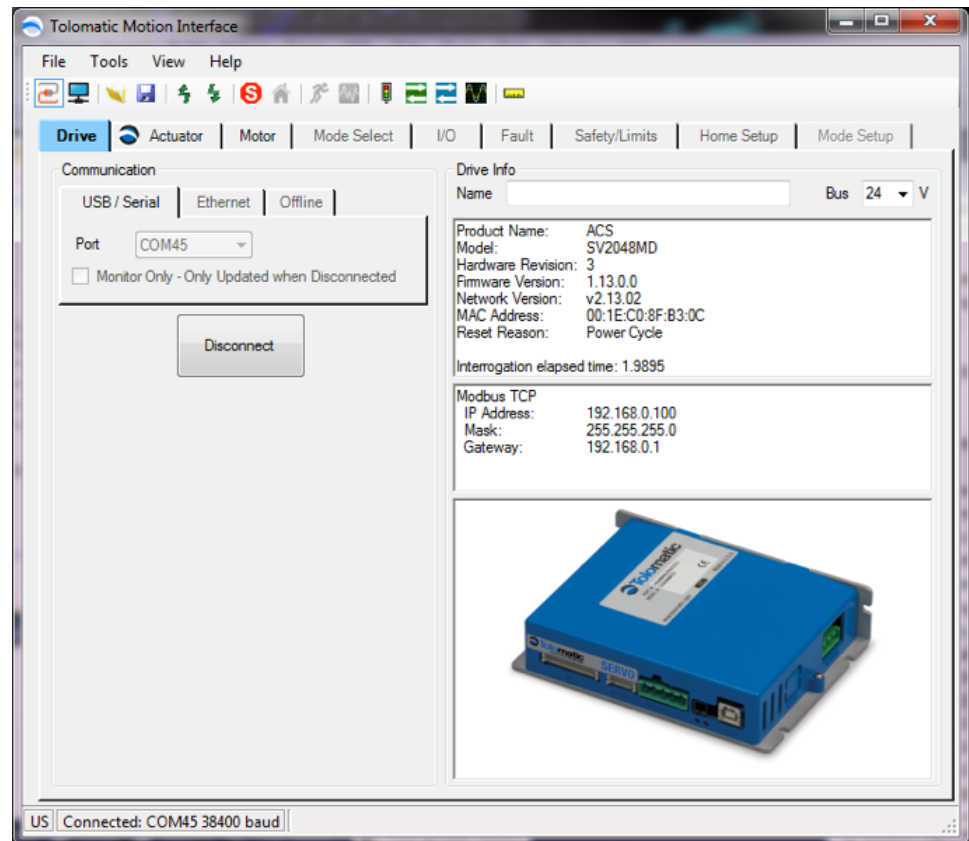 Tolomatic Motion Interface
File Tools View Help
Drive Actuator Motor Mode Select I/O Fault Safety/Limits Home Setup Mode Setup
Communication
USB / Serial Ethernet Offline
Port COM45
Monitor Only - Only Updated when Disconnected
Disconnect
Drive Info
Name Bus 24 V
Product Name: ACS
Model: SV2048MD
Hardware Revision: 3
Firmware Version: 1.13.0.0
Network Version: v2.13.02
MAC Address: 00:1E:C0:8F:B3:0C
Reset Reason: Power Cycle
Interrogation elapsed time: 1.9895
Modbus TCP
IP Address: 192.168.0.100
Mask: 255.255.255.0
Gateway: 192.168.0.1
Tolomatic
CE
Tolomatic
SERVO
US Connected: COM45 38400 baud